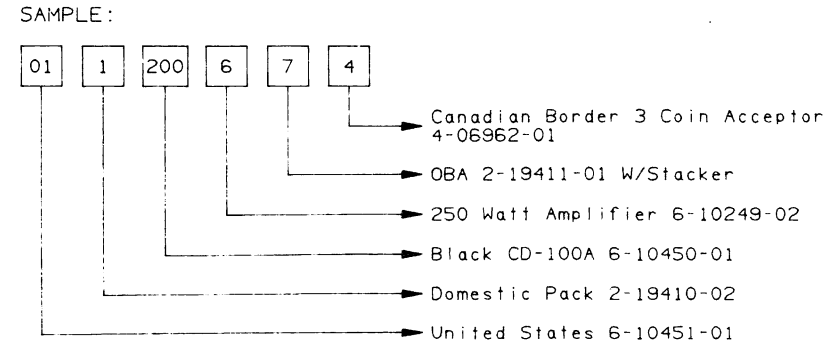 SAMPLE:
01 1 200 6 7 4
Canadian Border 3 Coin Acceptor
4-06962-01
OBA 2-19411-01 W/Stacker
250 Watt Amplifier 6-10249-02
Black CD-100A 6-10450-01
Domestic Pack 2-19410-02
United States 6-10451-01